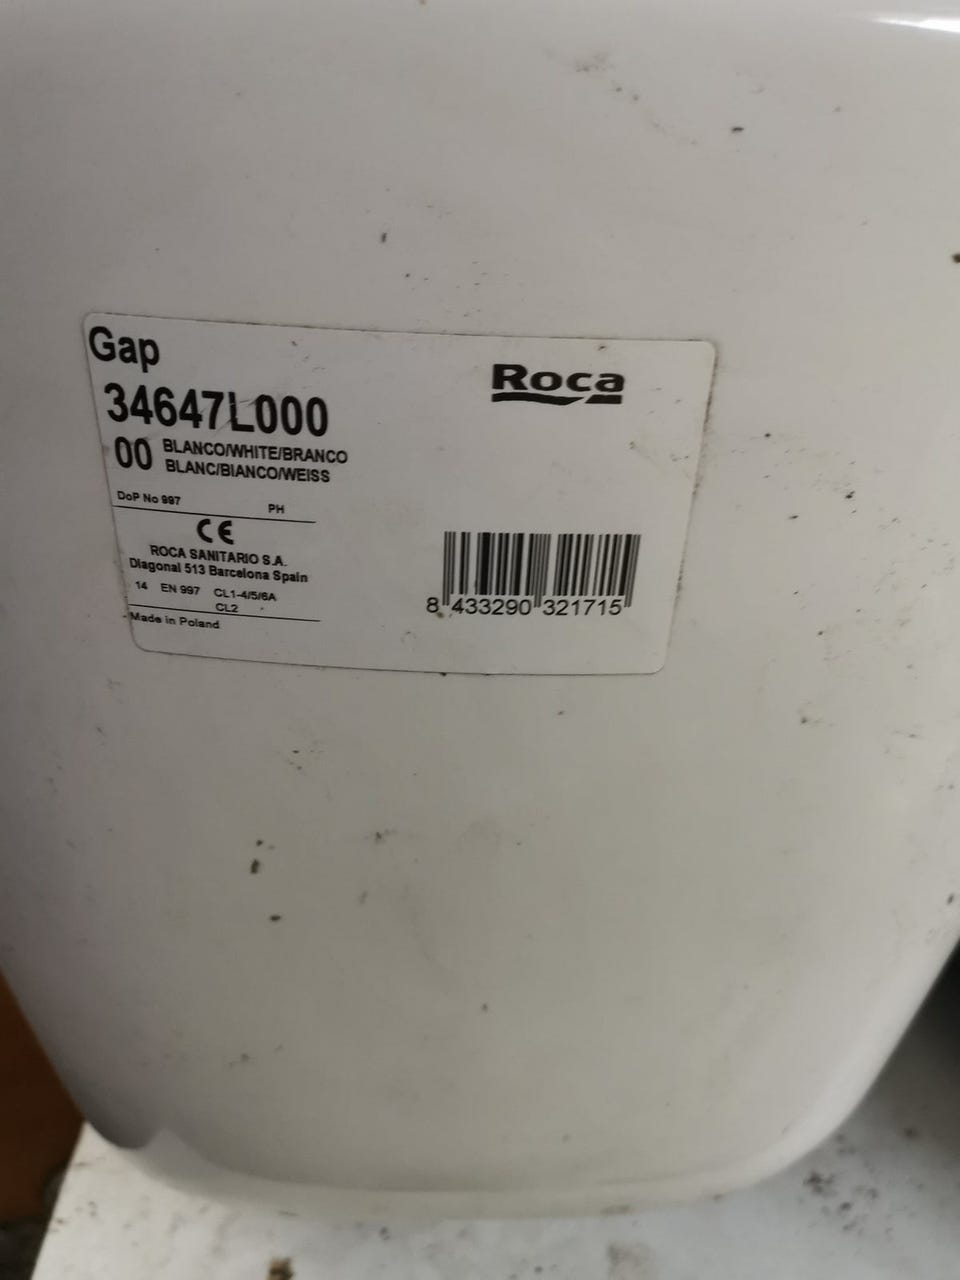 Gap
Roca
34647L000
00 BLANCO/WHITE/BRANCO
BLANC/BIANCO/WEISS
DoP No 997 PH
CE
ROCA SANITARIO S.A.
Diagonal 513 Barcelona Spain
14 EN 997 CL1-4/5/6A
CL2
Made in Poland
8 433290 321715